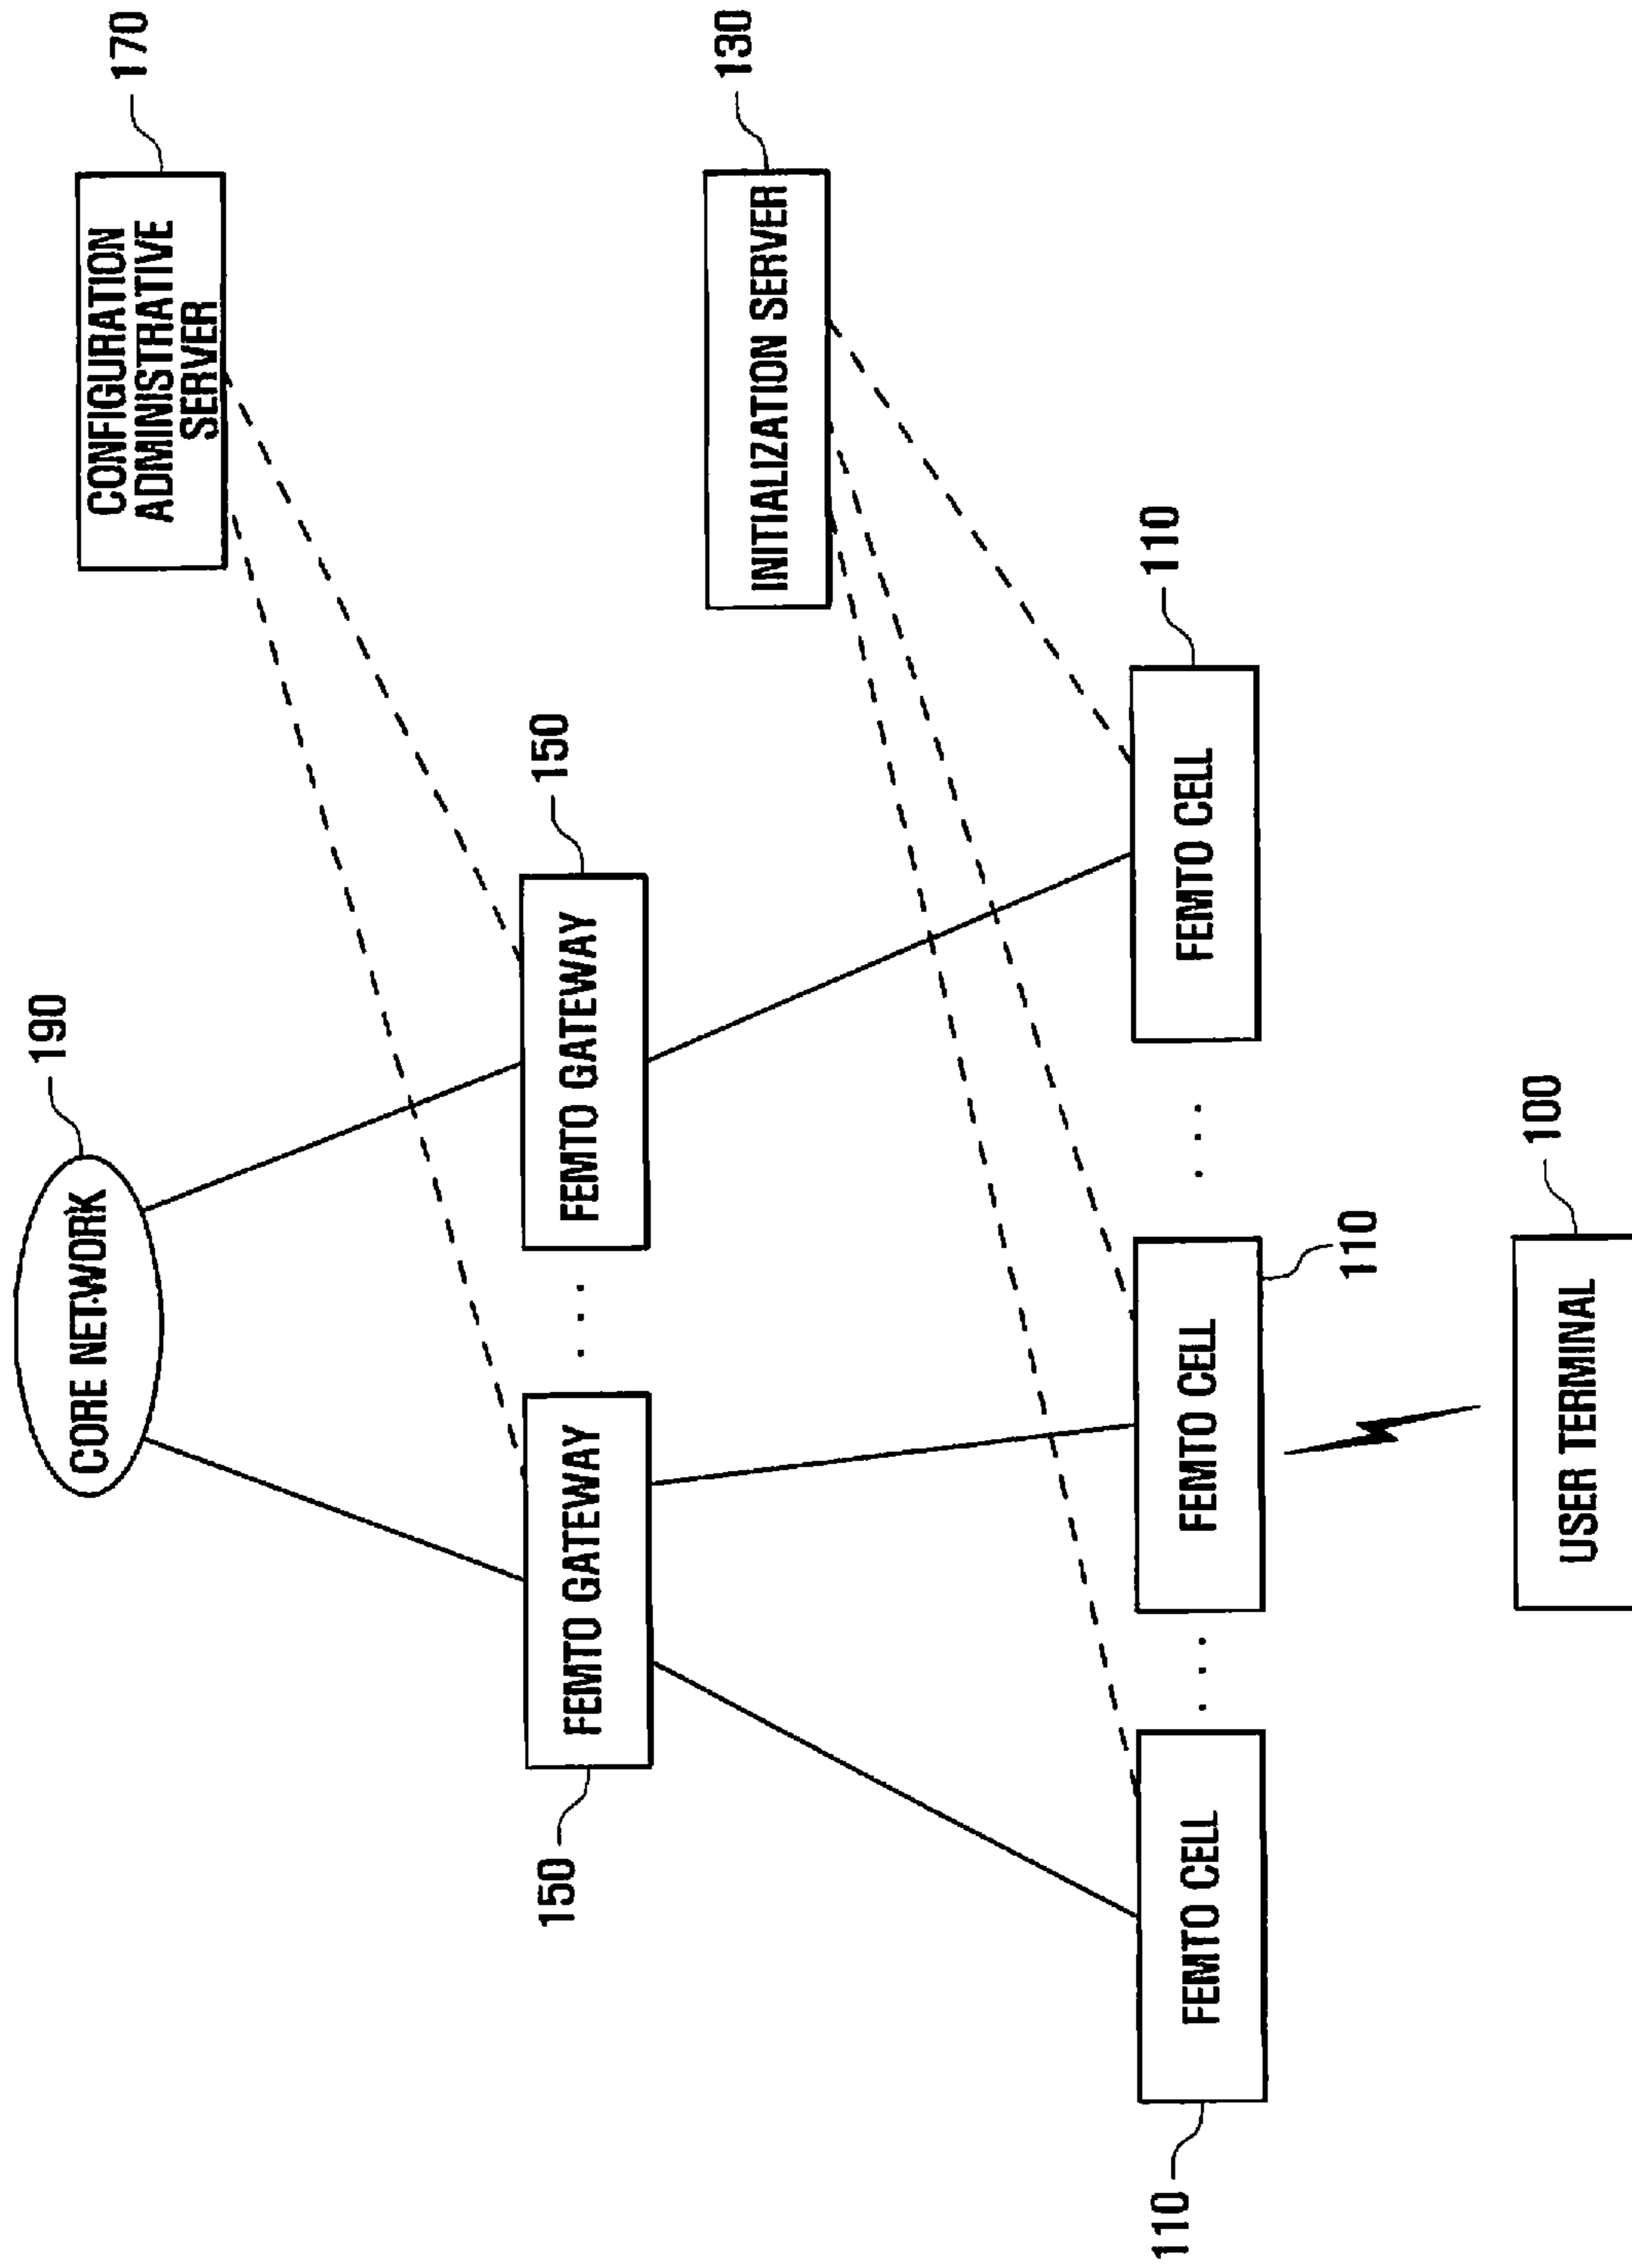 190
CORE NETWORK
170
CONFIGURATION
ADMINISTRATIVE
SERVER
150
FEMTO GATEWAY
. . .
FEMTO GATEWAY
150
130
INITIALIZATION SERVER
110
FEMTO CELL
. . .
FEMTO CELL
110
. . .
FEMTO CELL
110
100
USER TERMINAL